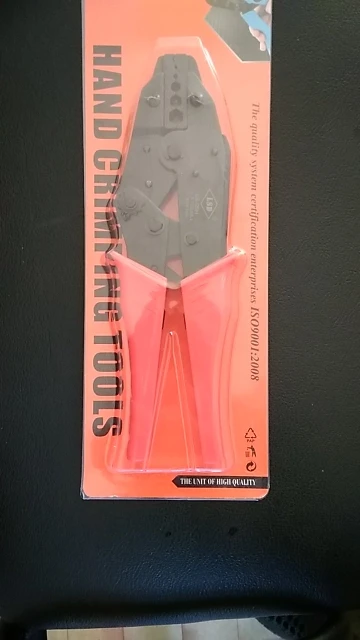 HAND CRIMPING TOOLS
The quality system certification enterprises ISO9001:2008
THE UNIT OF HIGH QUALITY